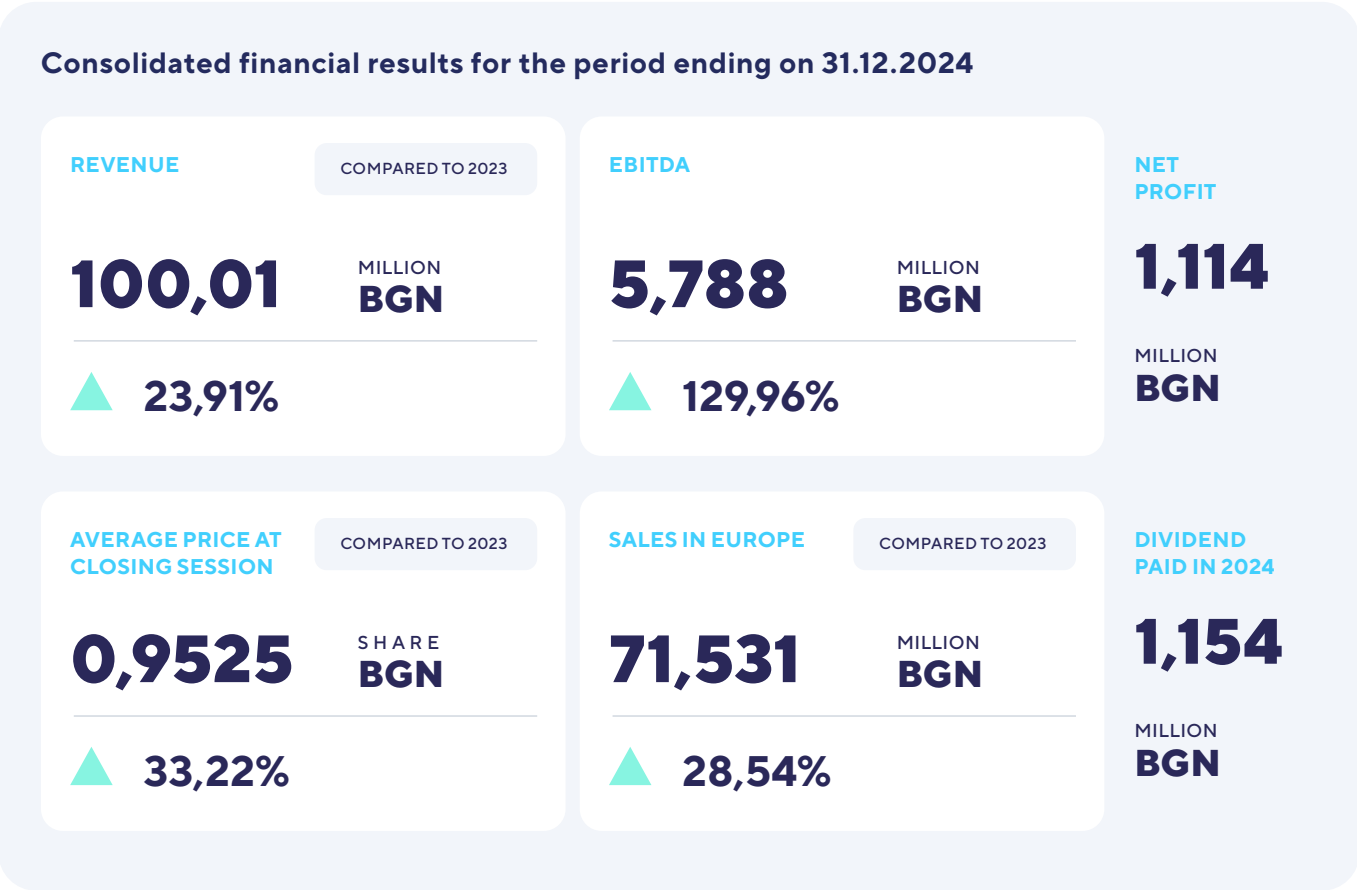 Consolidated financial results for the period ending on 31.12.2024
REVENUE
COMPARED TO 2023
100,01
MILLION
BGN
23,91%
EBITDA
5,788
MILLION
BGN
129,96%
NET
PROFIT
1,114
MILLION
BGN
AVERAGE PRICE AT
CLOSING SESSION
COMPARED TO 2023
0,9525
SHARE
BGN
33,22%
SALES IN EUROPE
COMPARED TO 2023
71,531
MILLION
BGN
28,54%
DIVIDEND
PAID IN 2024
1,154
MILLION
BGN